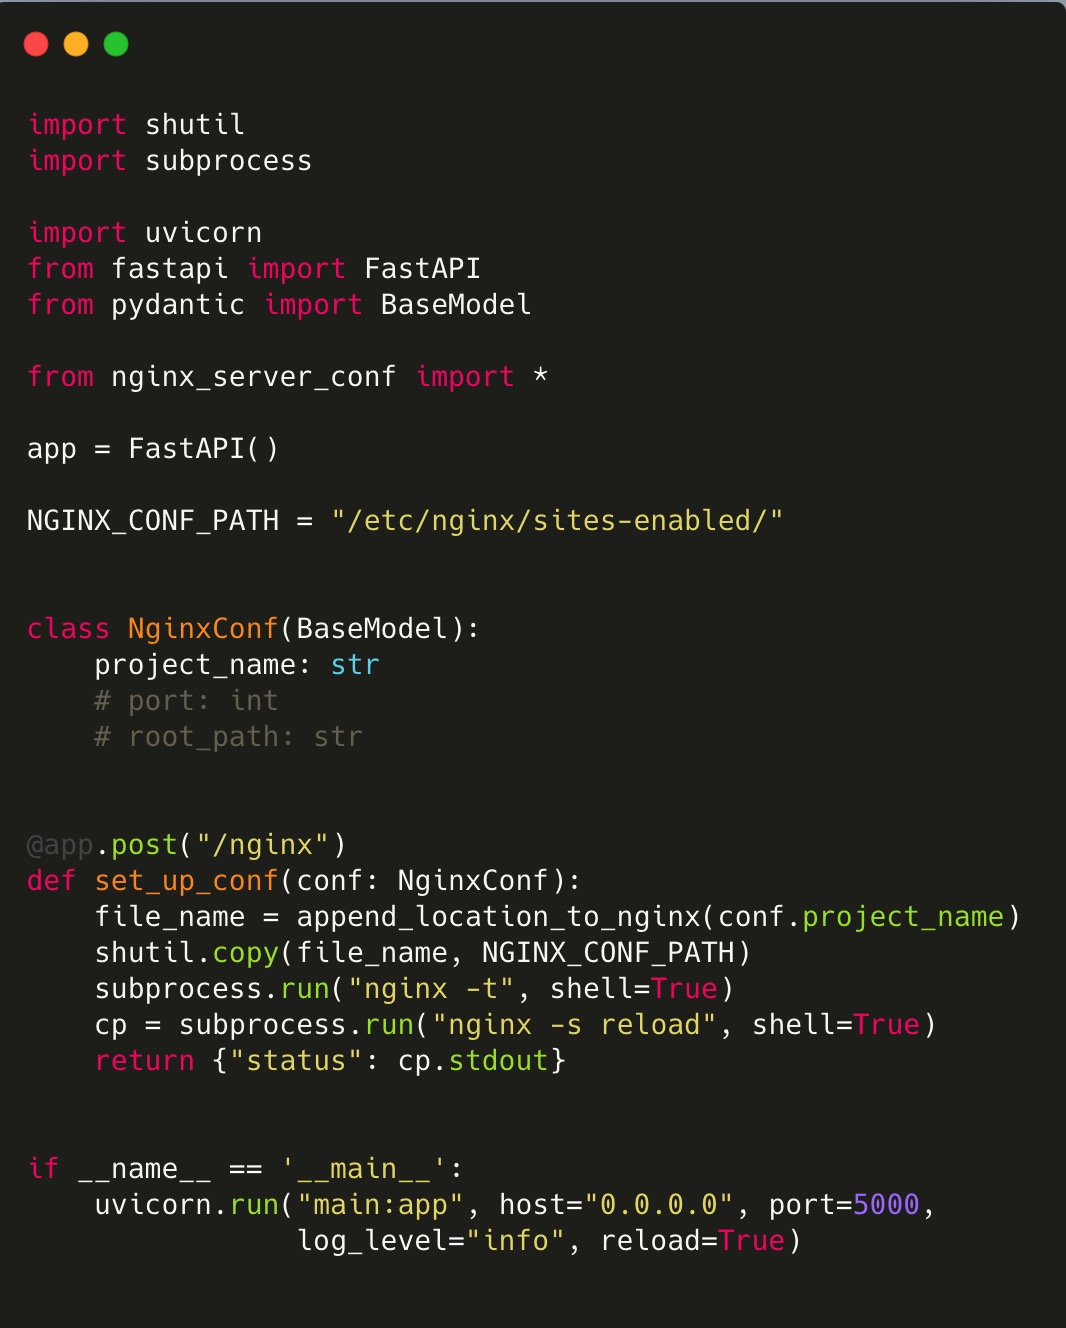 import shutil
import subprocess
import uvicorn
from fastapi import FastAPI
from pydantic import BaseModel
from nginx_server_conf import *
app = FastAPI()
NGINX_CONF_PATH = "/etc/nginx/sites-enabled/"
class NginxConf(BaseModel):
    project_name: str
    # port: int
    # root_path: str
@app.post("/nginx")
def set_up_conf(conf: NginxConf):
    file_name = append_location_to_nginx(conf.project_name)
    shutil.copy(file_name, NGINX_CONF_PATH)
    subprocess.run("nginx -t", shell=True)
    cp = subprocess.run("nginx -s reload", shell=True)
    return {"status": cp.stdout}
if __name__ == '__main__':
    uvicorn.run("main:app", host="0.0.0.0", port=5000,
                log_level="info", reload=True)